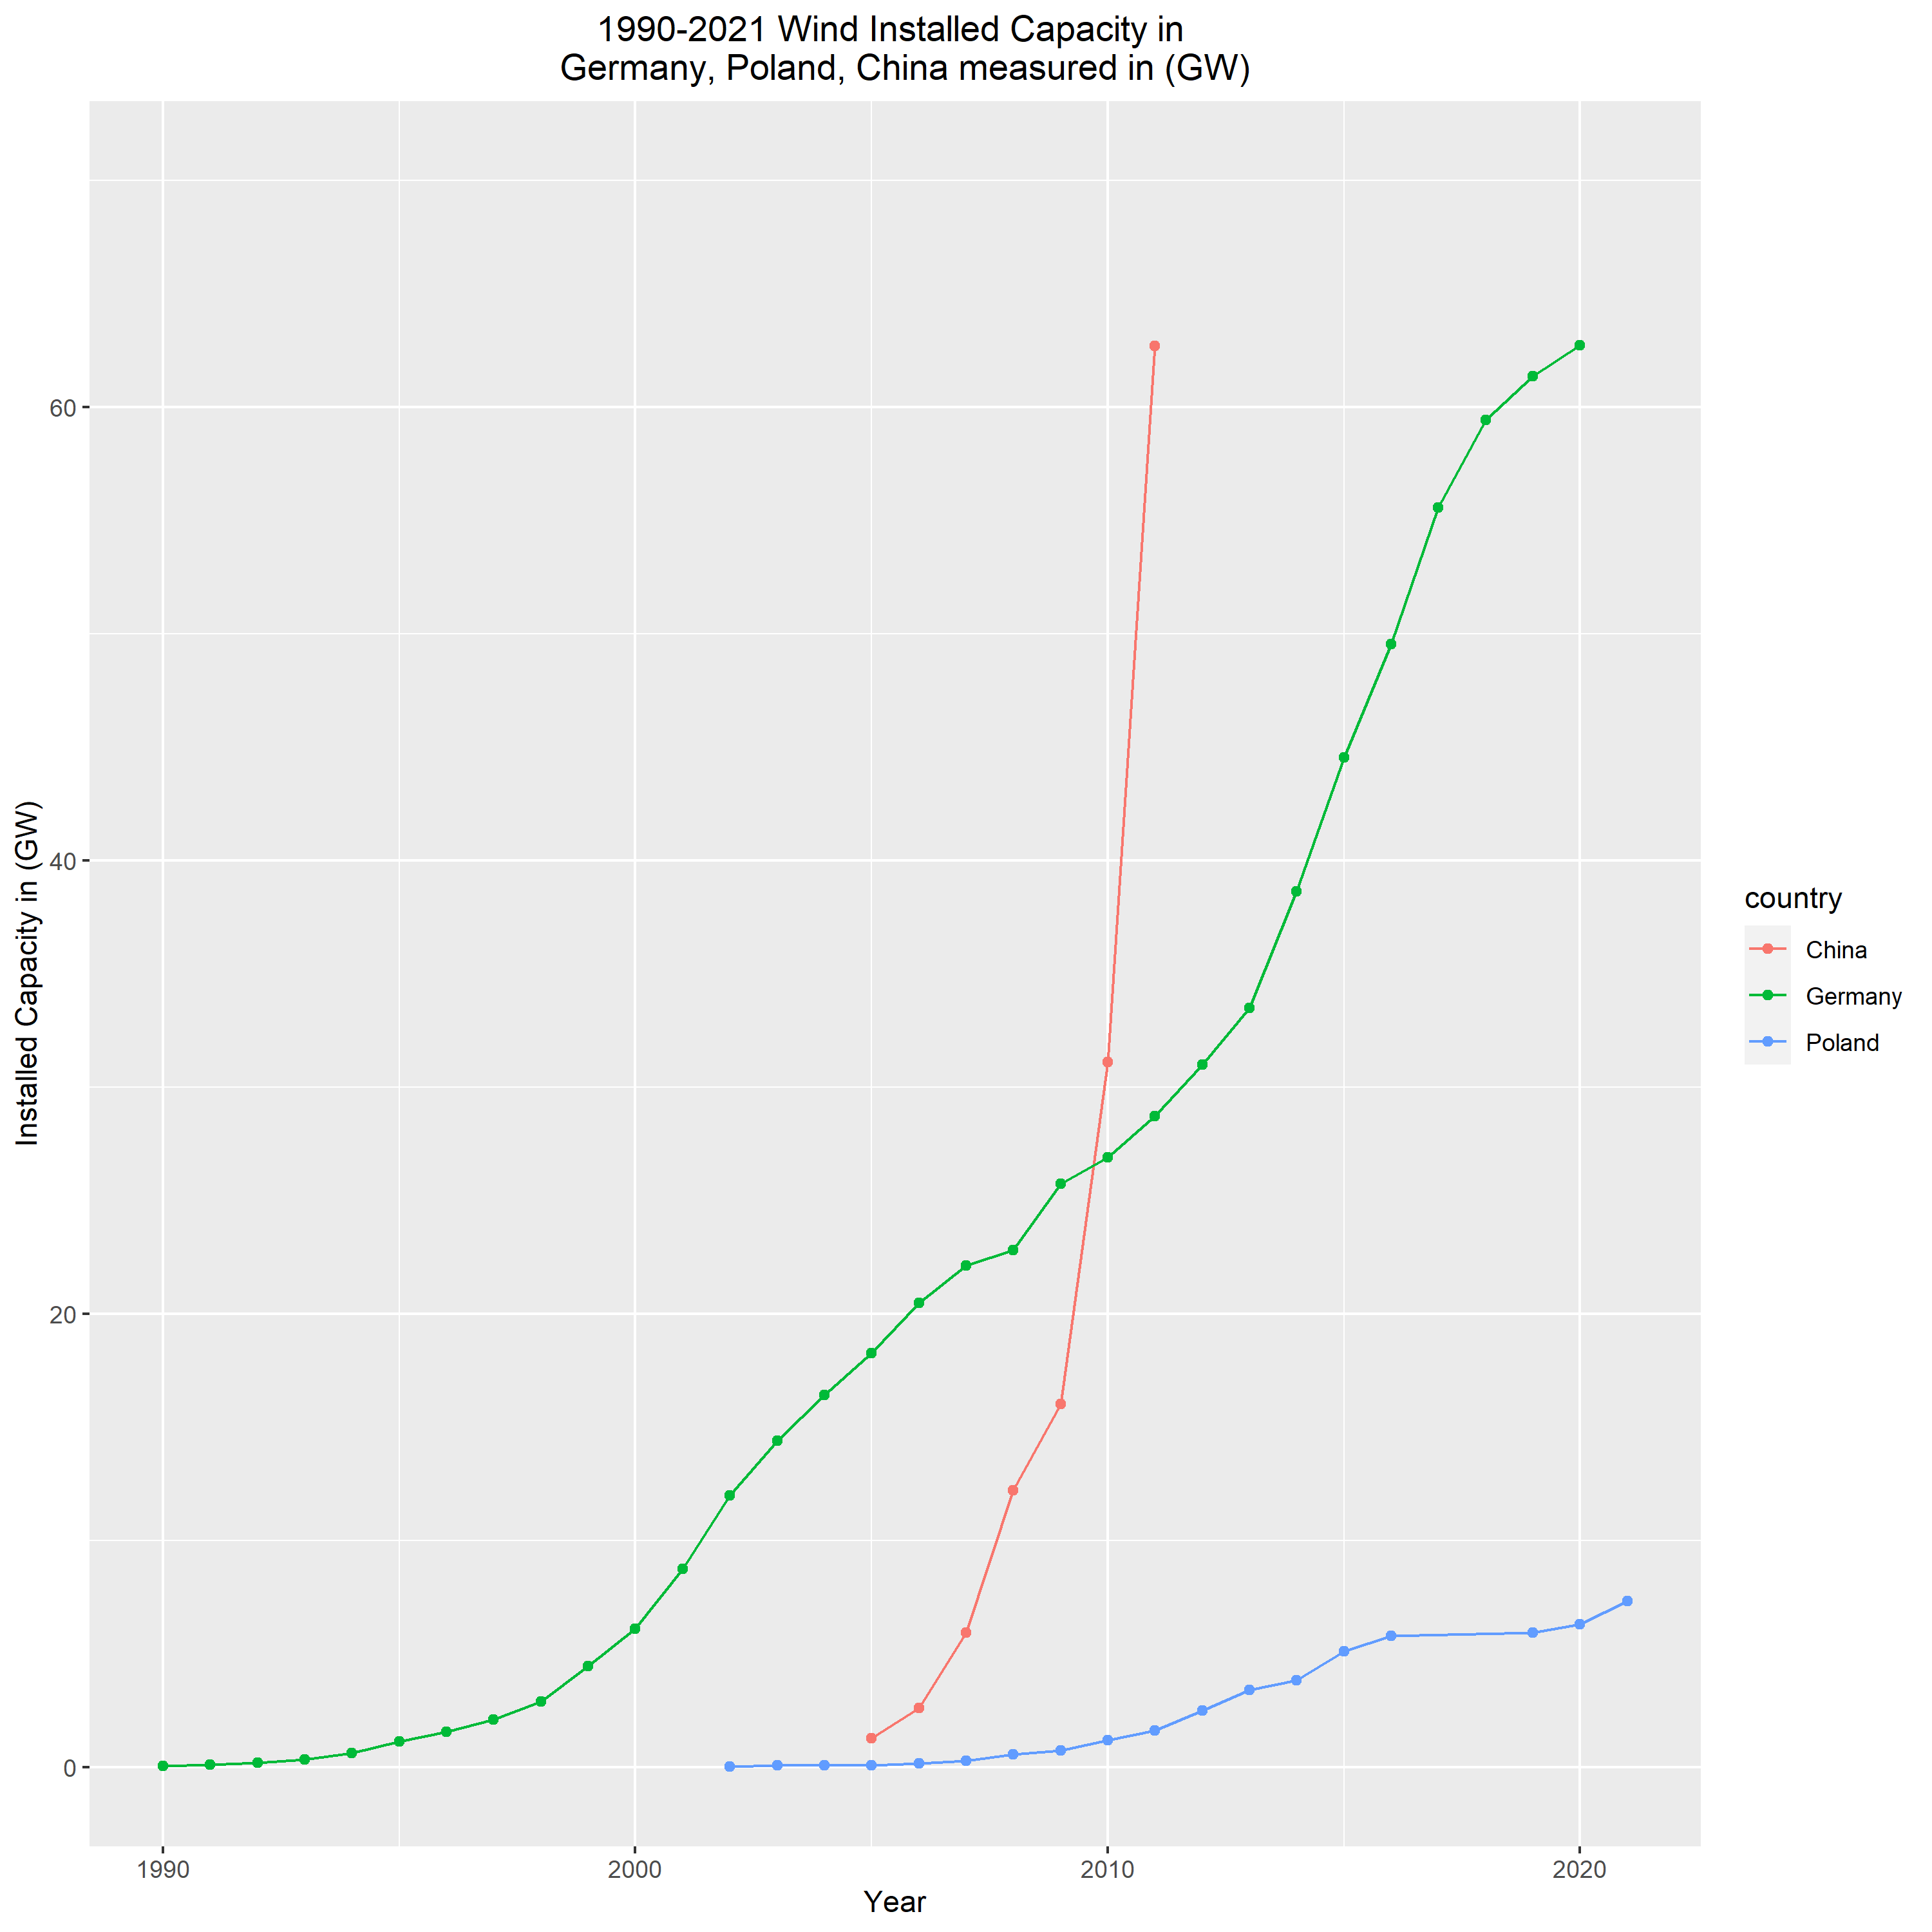 1990-2021 Wind Installed Capacity in
Germany, Poland, China measured in (GW)
Installed Capacity in (GW)
60
40
20
0
1990
2000
2010
2020
Year
country
China
Germany
Poland